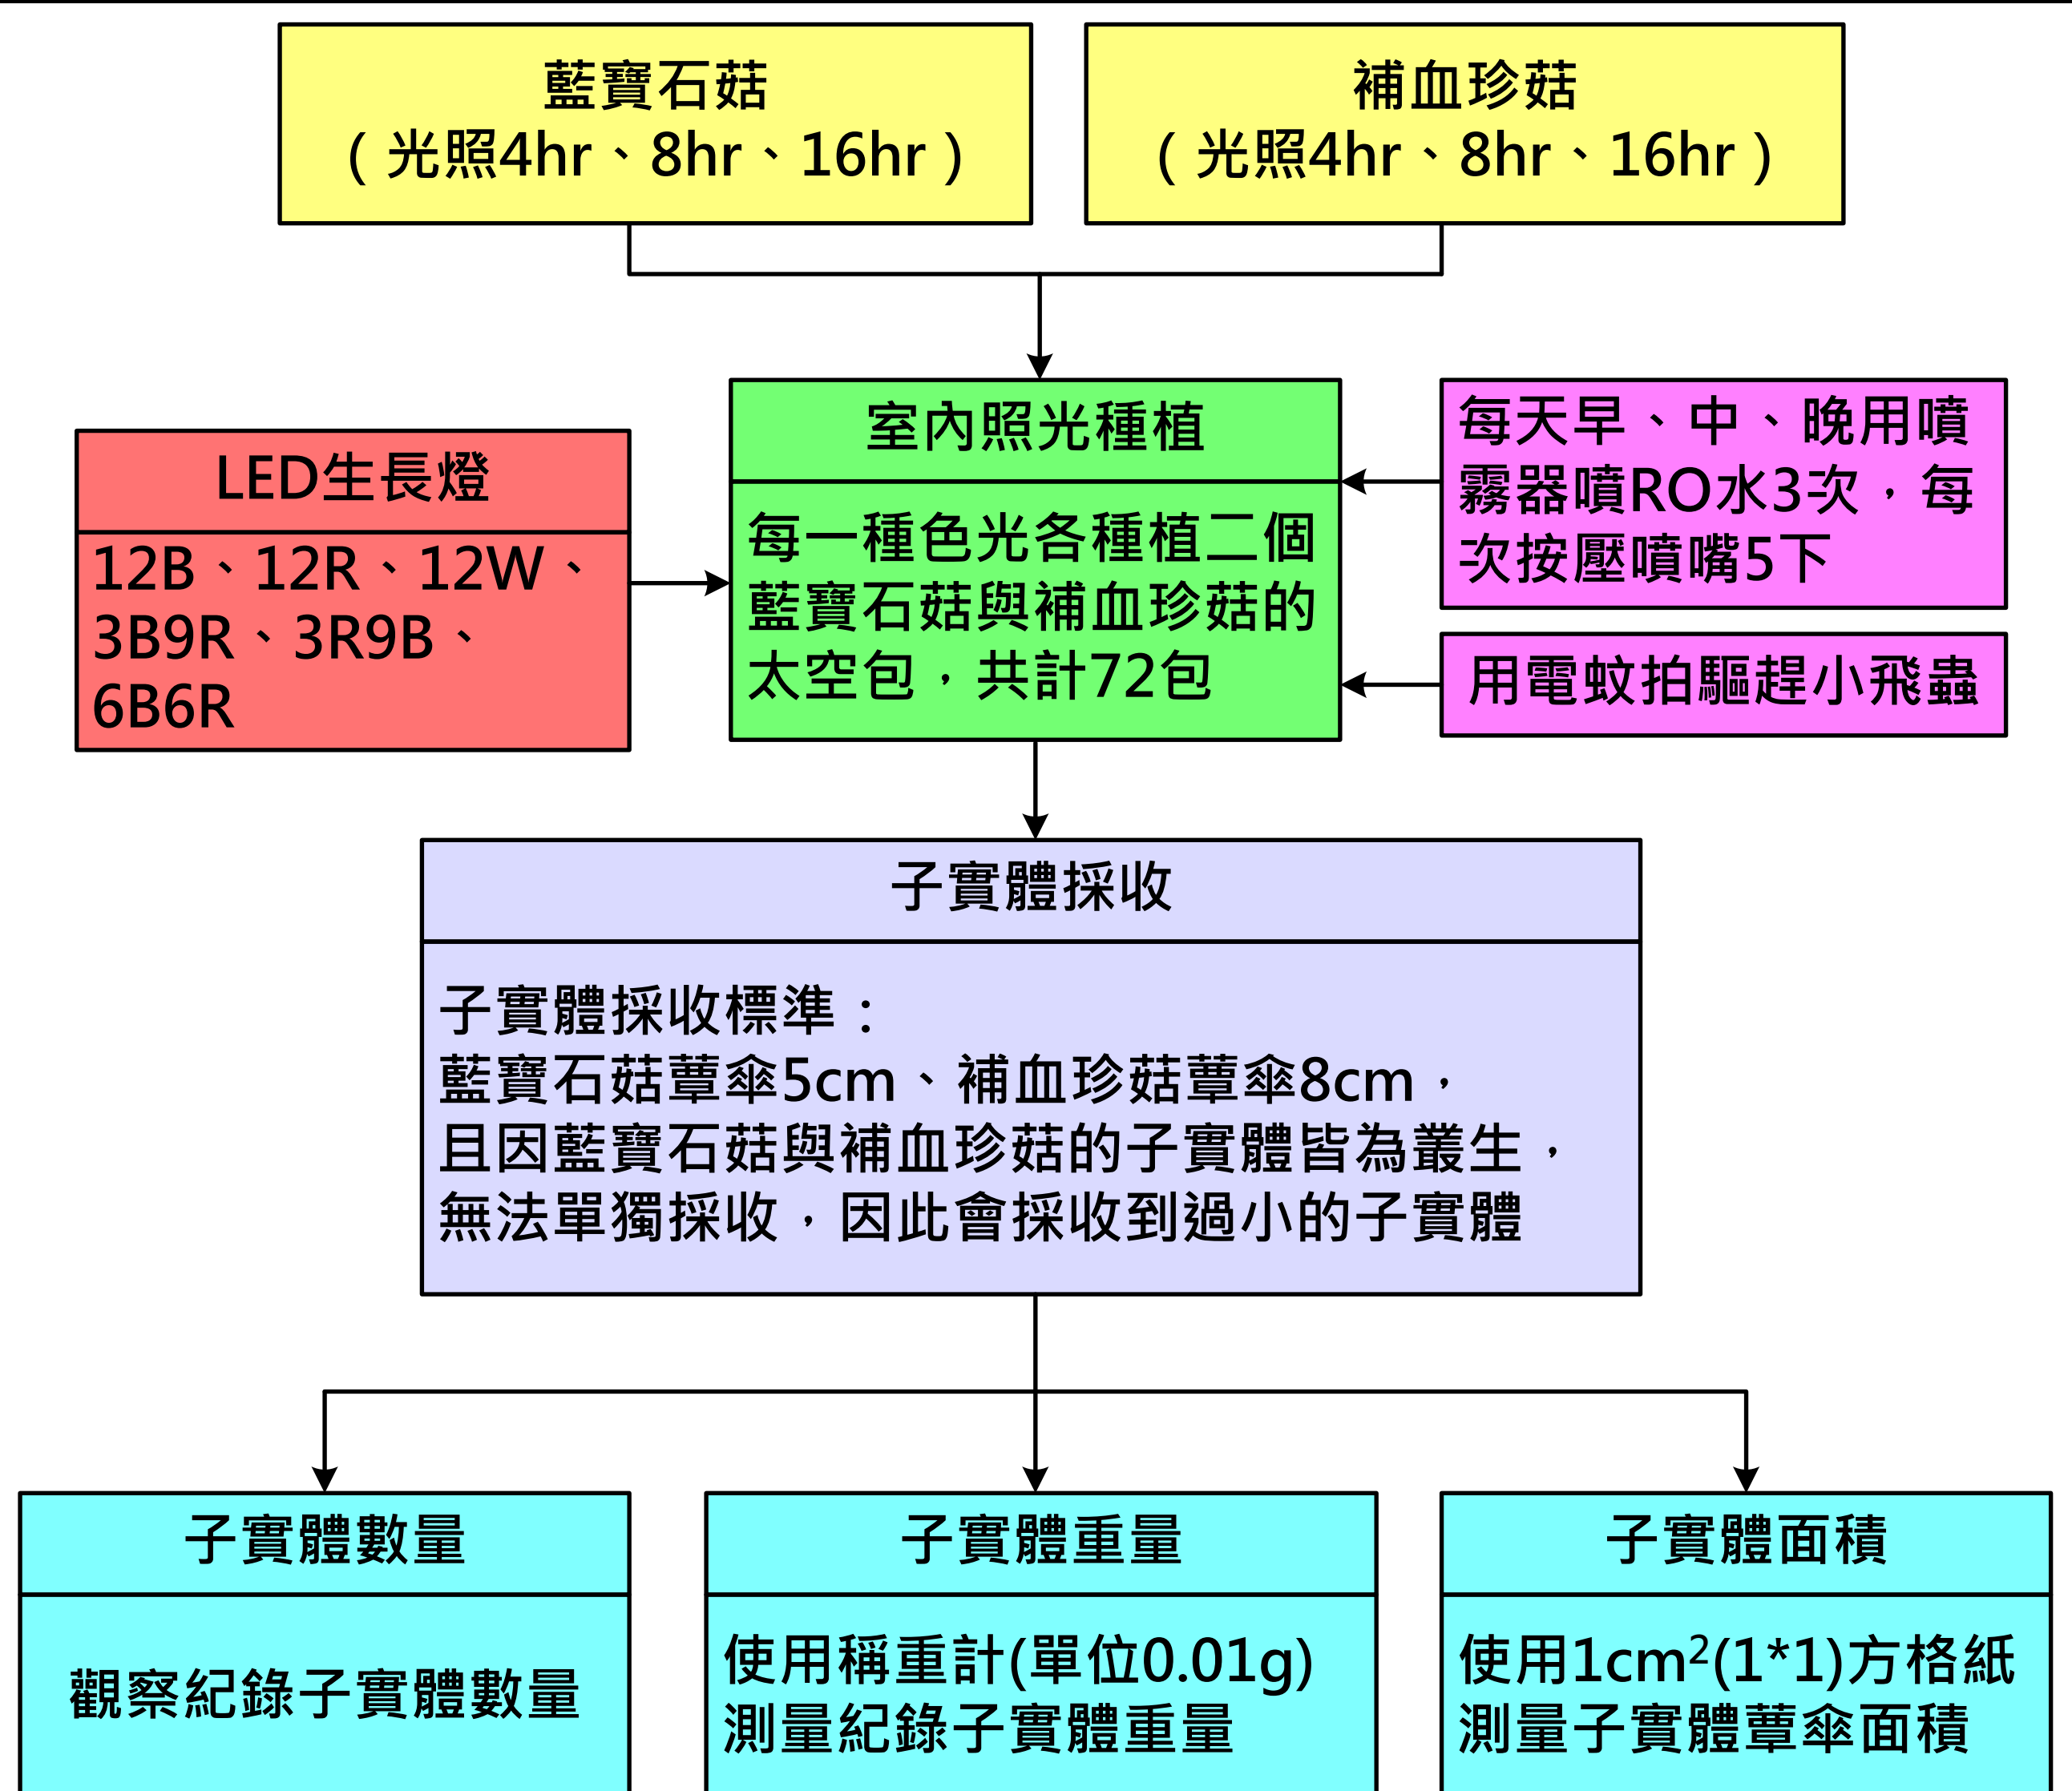 藍寶石菇
(光照4hr、8hr、16hr)
補血珍菇
(光照4hr、8hr、16hr)
LED生長燈
12B、12R、12W、
3B9R、3R9B、
6B6R
室內照光種植
每一種色光各種植二個
藍寶石菇與補血珍菇的
太空包，共計72包
每天早、中、晚用噴
霧器噴RO水3次，每
次按壓噴嘴5下
用電蚊拍驅趕小飛蟲
子實體採收
子實體採收標準：
藍寶石菇蕈傘5cm、補血珍菇蕈傘8cm，
且因藍寶石菇與補血珍菇的子實體皆為叢生，
無法單獨採收，因此會採收到過小的子實體
子實體數量
觀察紀錄子實體數量
子實體重量
使用稱重計(單位0.01g)
測量紀錄子實體重量
子實體面積
使用1cm²(1*1)方格紙
測量子實體蕈傘面積